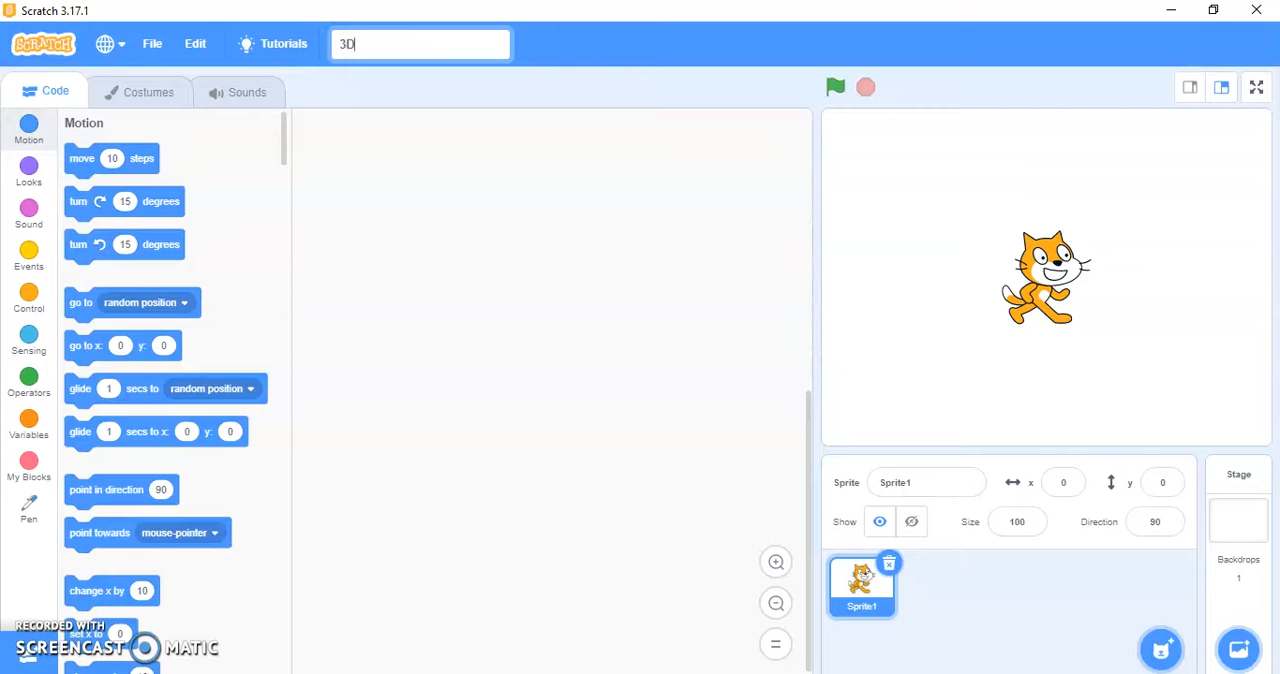 Scratch 3.17.1
SCRATCH File Edit Tutorials 3D
Code Costumes Sounds
Motion
Looks
Sound
Events
Control
Sensing
Operators
Variables
My Blocks
Pen
Motion
move 10 steps
turn 15 degrees
turn 15 degrees
go to random position
go to x: 0 y: 0
glide 1 secs to random position
glide 1 secs to x: 0 y: 0
point in direction 90
point towards mouse-pointer
change x by 10
set x to 0
RECORDED WITH
SCREENCAST MATIC
Sprite Sprite1 x 0 y 0
Show Size 100 Direction 90
Sprite1
Stage
Backdrops
1